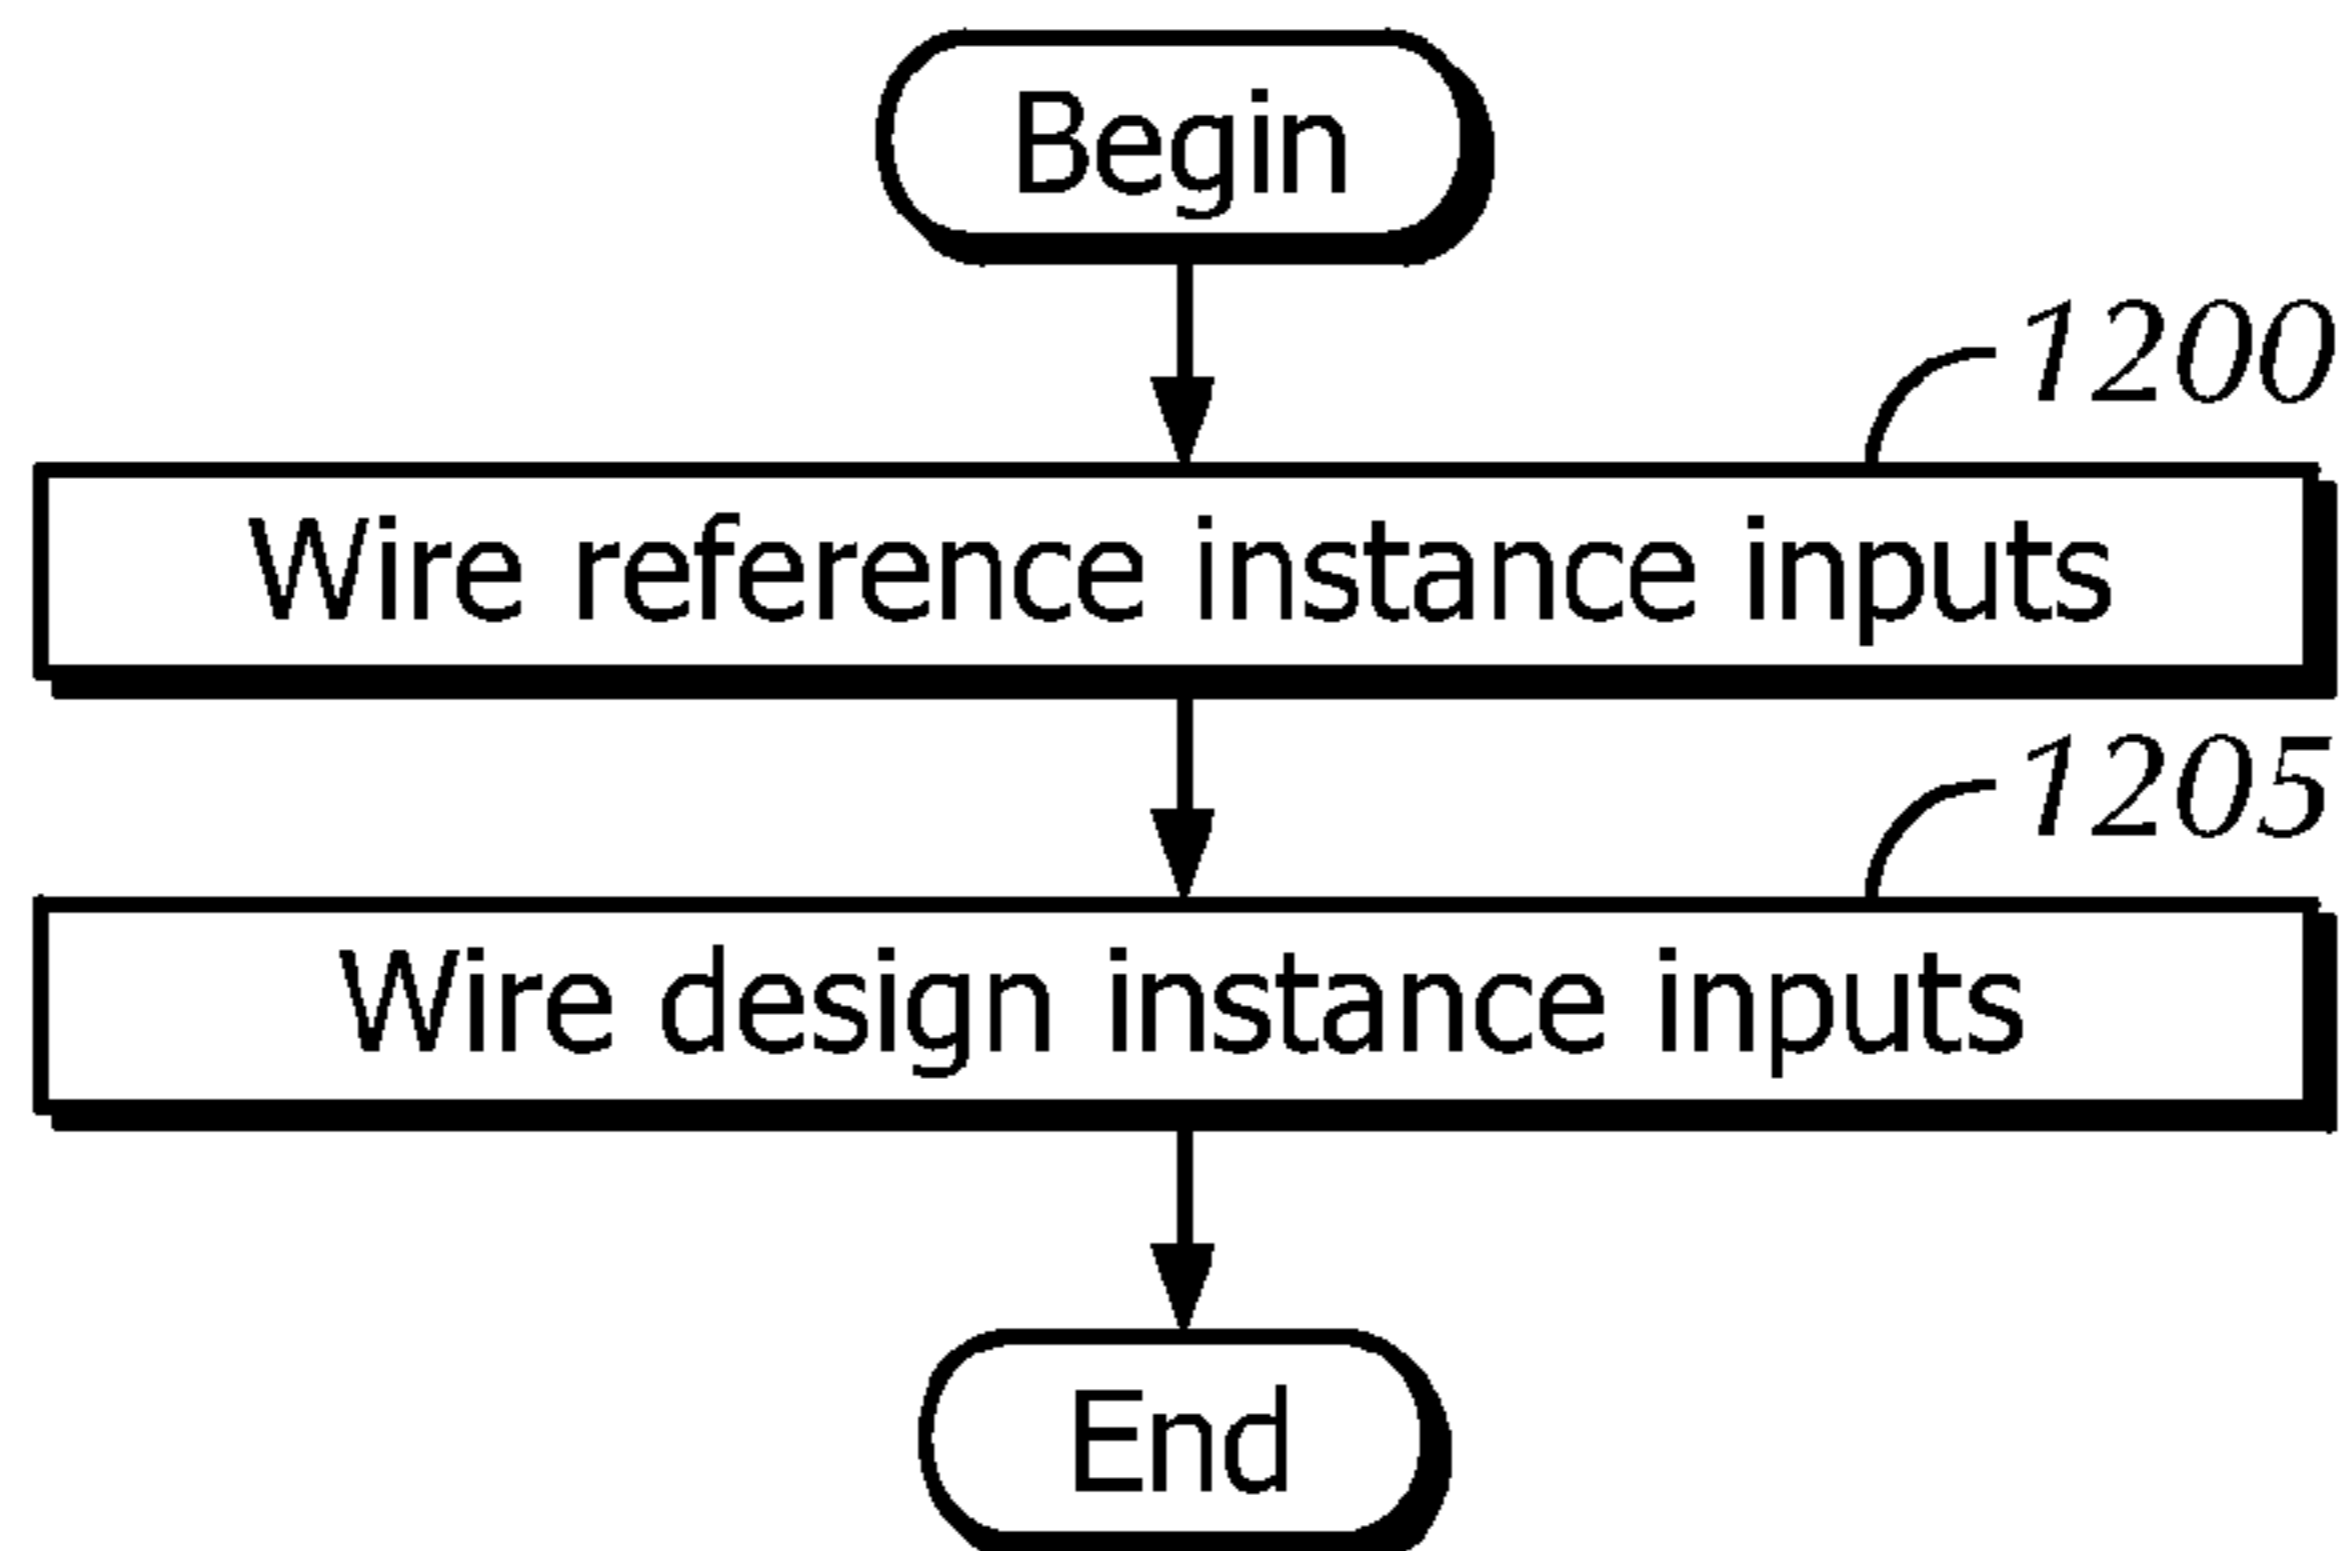 Begin
1200
Wire reference instance inputs
1205
Wire design instance inputs
End